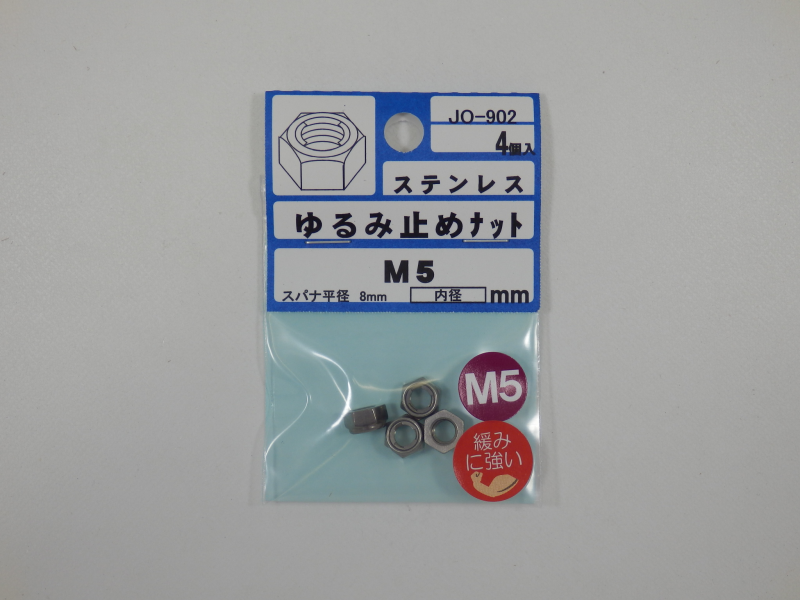 JO-902
4個入
ステンレス
ゆるみ止めナット
M5
スパナ平径 8mm 内径 mm
M5
緩み
に強い